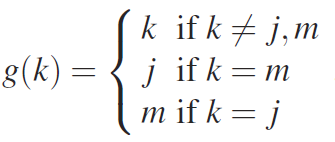 k if k ≠ j, m
g(k) = { j if k = m
m if k = j